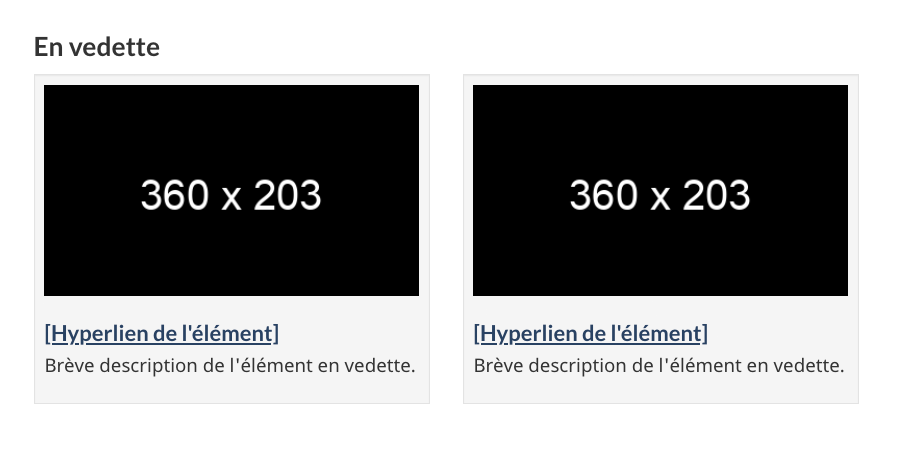 En vedette
360 x 203
[Hyperlien de l'élément]
Brève description de l'élément en vedette.
360 x 203
[Hyperlien de l'élément]
Brève description de l'élément en vedette.